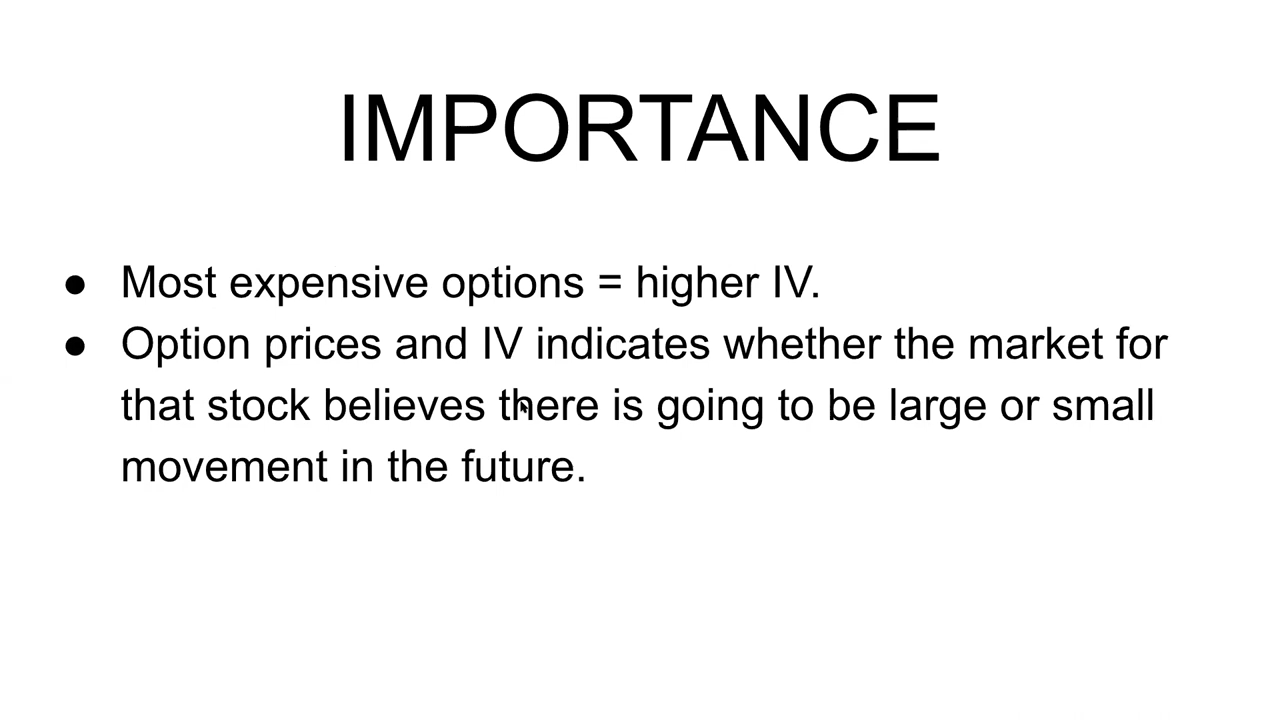 IMPORTANCE
● Most expensive options = higher IV.
● Option prices and IV indicates whether the market for
that stock believes there is going to be large or small
movement in the future.